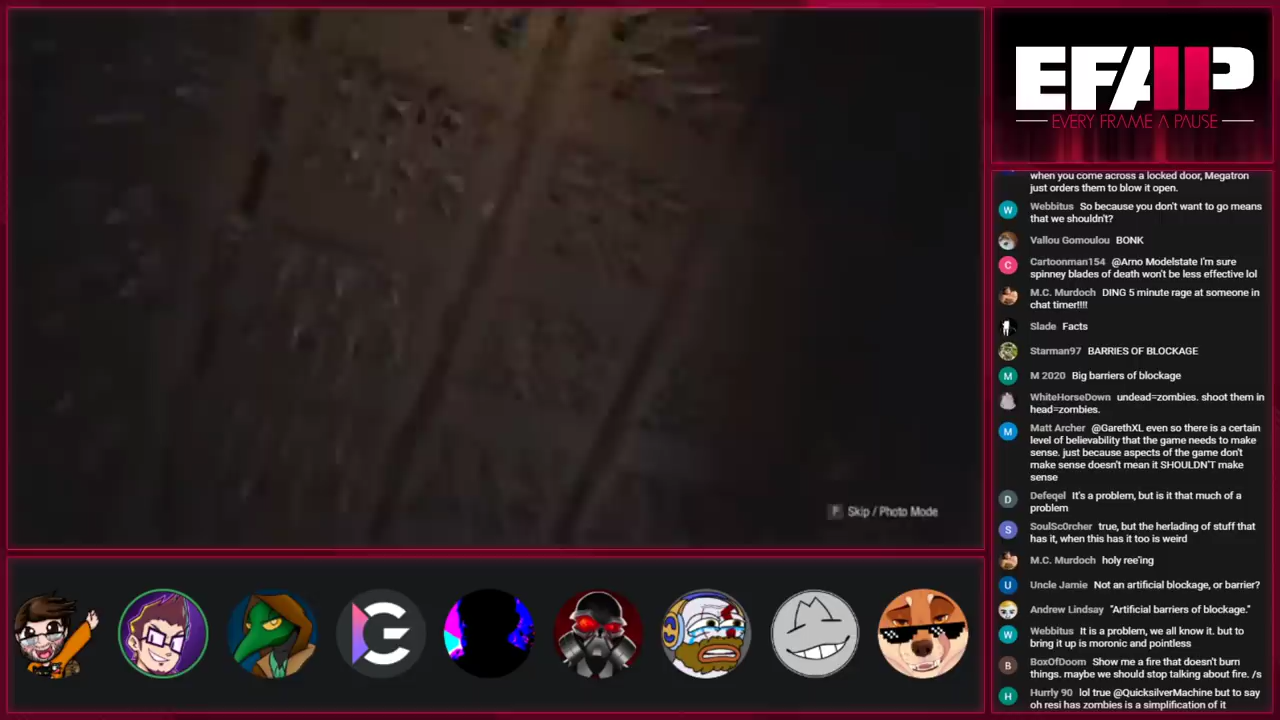 EFAP
EVERY FRAME A PAUSE
when you come across a locked door, Megatron
just orders them to blow it open.
W Webbitus So because you don't want to go means
that we shouldn't?
Vallou Gomoulou BONK
C Cartoonman154 @Arno Modelstate I'm sure
spinney blades of death won't be less effective lol
M.C. Murdoch DING 5 minute rage at someone in
chat timer!!!!
Slade Facts
Starman97 BARRIES OF BLOCKAGE
M M 2020 Big barriers of blockage
WhiteHorseDown undead=zombies. shoot them in
head=zombies.
M Matt Archer @GarethXL even so there is a certain
level of believability that the game needs to make
sense. just because aspects of the game don't
make sense doesn't mean it SHOULDN'T make
sense
D Defeqel It's a problem, but is it that much of a
problem
S SoulSc0rcher true, but the herlading of stuff that
has it, when this has it too is weird
M.C. Murdoch holy ree'ing
U Uncle Jamie Not an artificial blockage, or barrier?
Andrew Lindsay "Artificial barriers of blockage."
W Webbitus It is a problem, we all know it. but to
bring it up is moronic and pointless
B BoxOfDoom Show me a fire that doesn't burn
things. maybe we should stop talking about fire. /s
H Hurrly 90 lol true @QuicksilverMachine but to say
oh resi has zombies is a simplification of it
F Skip / Photo Mode